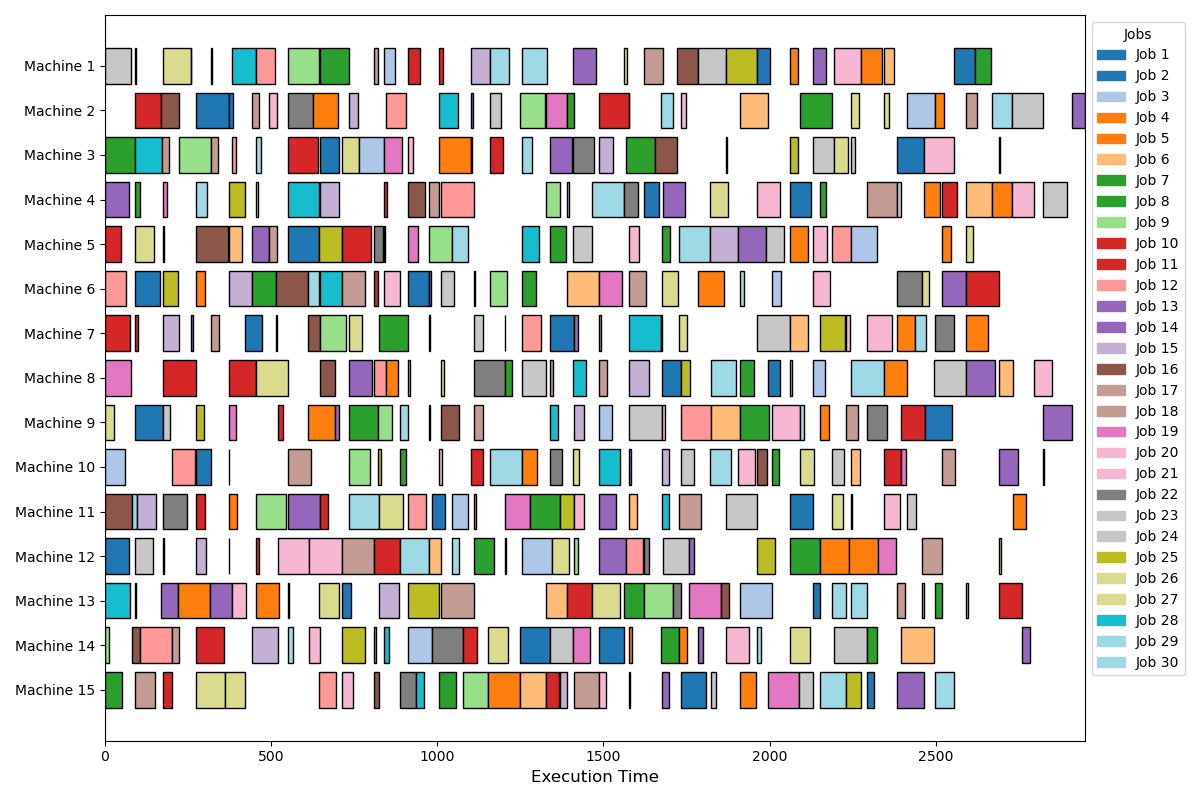 Machine 1
Machine 2
Machine 3
Machine 4
Machine 5
Machine 6
Machine 7
Machine 8
Machine 9
Machine 10
Machine 11
Machine 12
Machine 13
Machine 14
Machine 15
0 500 1000 1500 2000 2500
Execution Time
Jobs
Job 1
Job 2
Job 3
Job 4
Job 5
Job 6
Job 7
Job 8
Job 9
Job 10
Job 11
Job 12
Job 13
Job 14
Job 15
Job 16
Job 17
Job 18
Job 19
Job 20
Job 21
Job 22
Job 23
Job 24
Job 25
Job 26
Job 27
Job 28
Job 29
Job 30